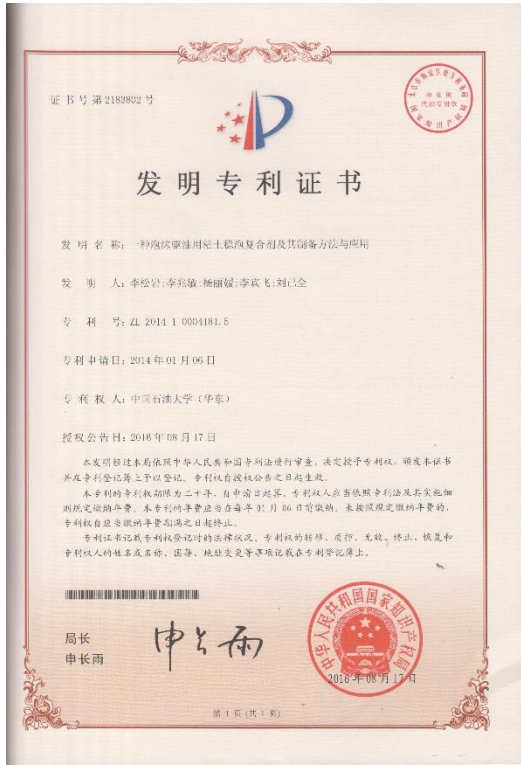 证书号第2183802号
发明专利证书
发明名称：一种泡沫驱油用粘土稳泡复合剂及其制备方法与应用
发明人：李松岩;李兆敏;杨丽媛;李宾飞;刘己全
专利号：ZL 2014 1 0004181.5
专利申请日：2014年01月06日
专利权人：中国石油大学（华东）
授权公告日：2016年08月17日
本发明经过本局依照中华人民共和国专利法进行审查，决定授予专利权，颁发本证书
并在专利登记簿上予以登记。专利权自授权公告之日起生效。
本专利的专利权期限为二十年，自申请日起算。专利权人应当依照专利法及其实施细
则规定缴纳年费。本专利的年费应当在每年01月06日前缴纳。未按照规定缴纳年费的，
专利权自应当缴纳年费期满之日起终止。
专利证书记载专利权登记时的法律状况。专利权的转移、质押、无效、终止、恢复和
专利权人的姓名或名称、国籍、地址变更等事项记载在专利登记簿上。
局长
申长雨
申长雨
中华人民共和国国家知识产权局
2016年08月17日
第1页(共1页)